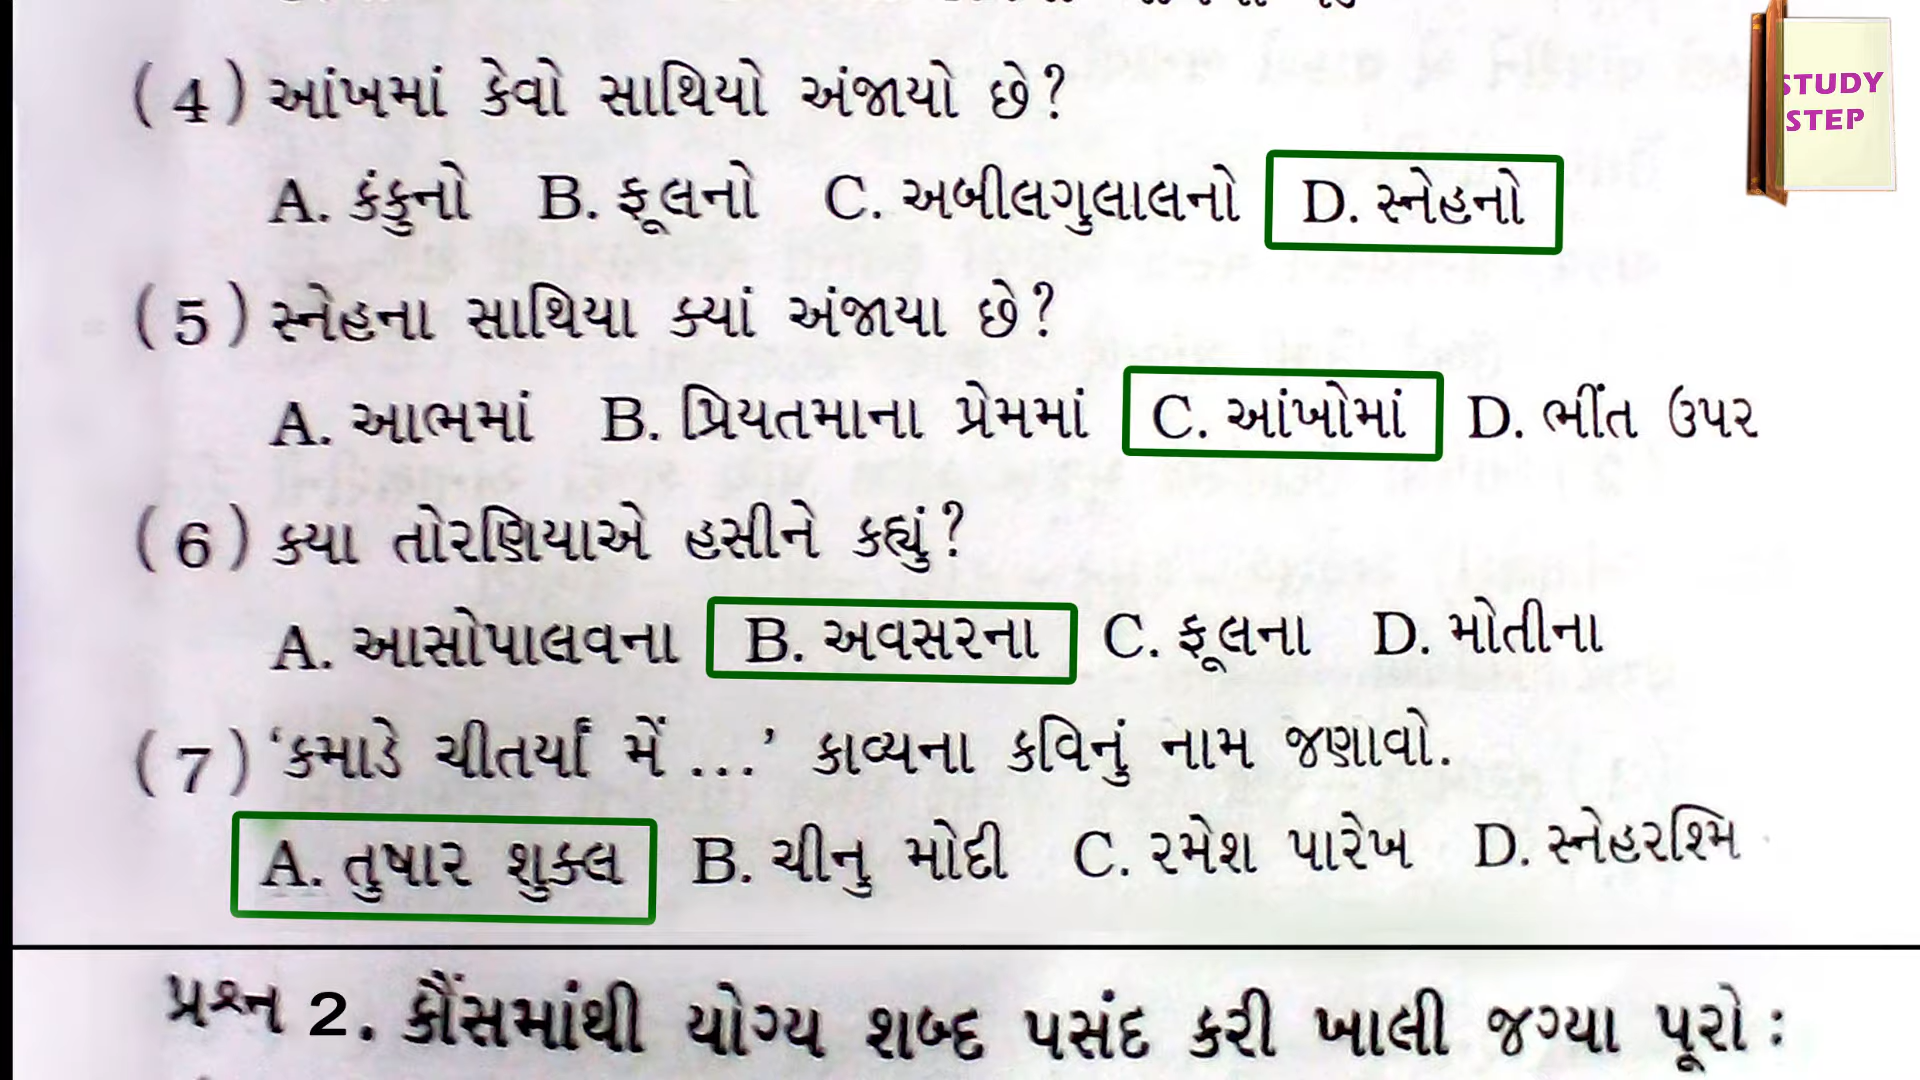 (4) આંખમાં કેવો સાથિયો અંજાયો છે?
A. કંકુનો B. ફૂલનો C. અબીલગુલાલનો D. સ્નેહનો
(5) સ્નેહના સાથિયા ક્યાં અંજાયા છે?
A. આભમાં B. પ્રિયતમાના પ્રેમમાં C. આંખોમાં D. ભીંત ઉપર
(6) ક્યા તોરણિયાએ હસીને કહ્યું?
A. આસોપાલવના B. અવસરના C. ફૂલના D. મોતીના
(7) ‘કમાડે ચીતર્યાં મેં ...’ કાવ્યના કવિનું નામ જણાવો.
A. તુષાર શુક્લ B. ચીનુ મોદી C. રમેશ પારેખ D. સ્નેહરશ્મિ
પ્રશ્ન 2. કૌંસમાંથી યોગ્ય શબ્દ પસંદ કરી ખાલી જગ્યા પૂરો :
STUDY
STEP